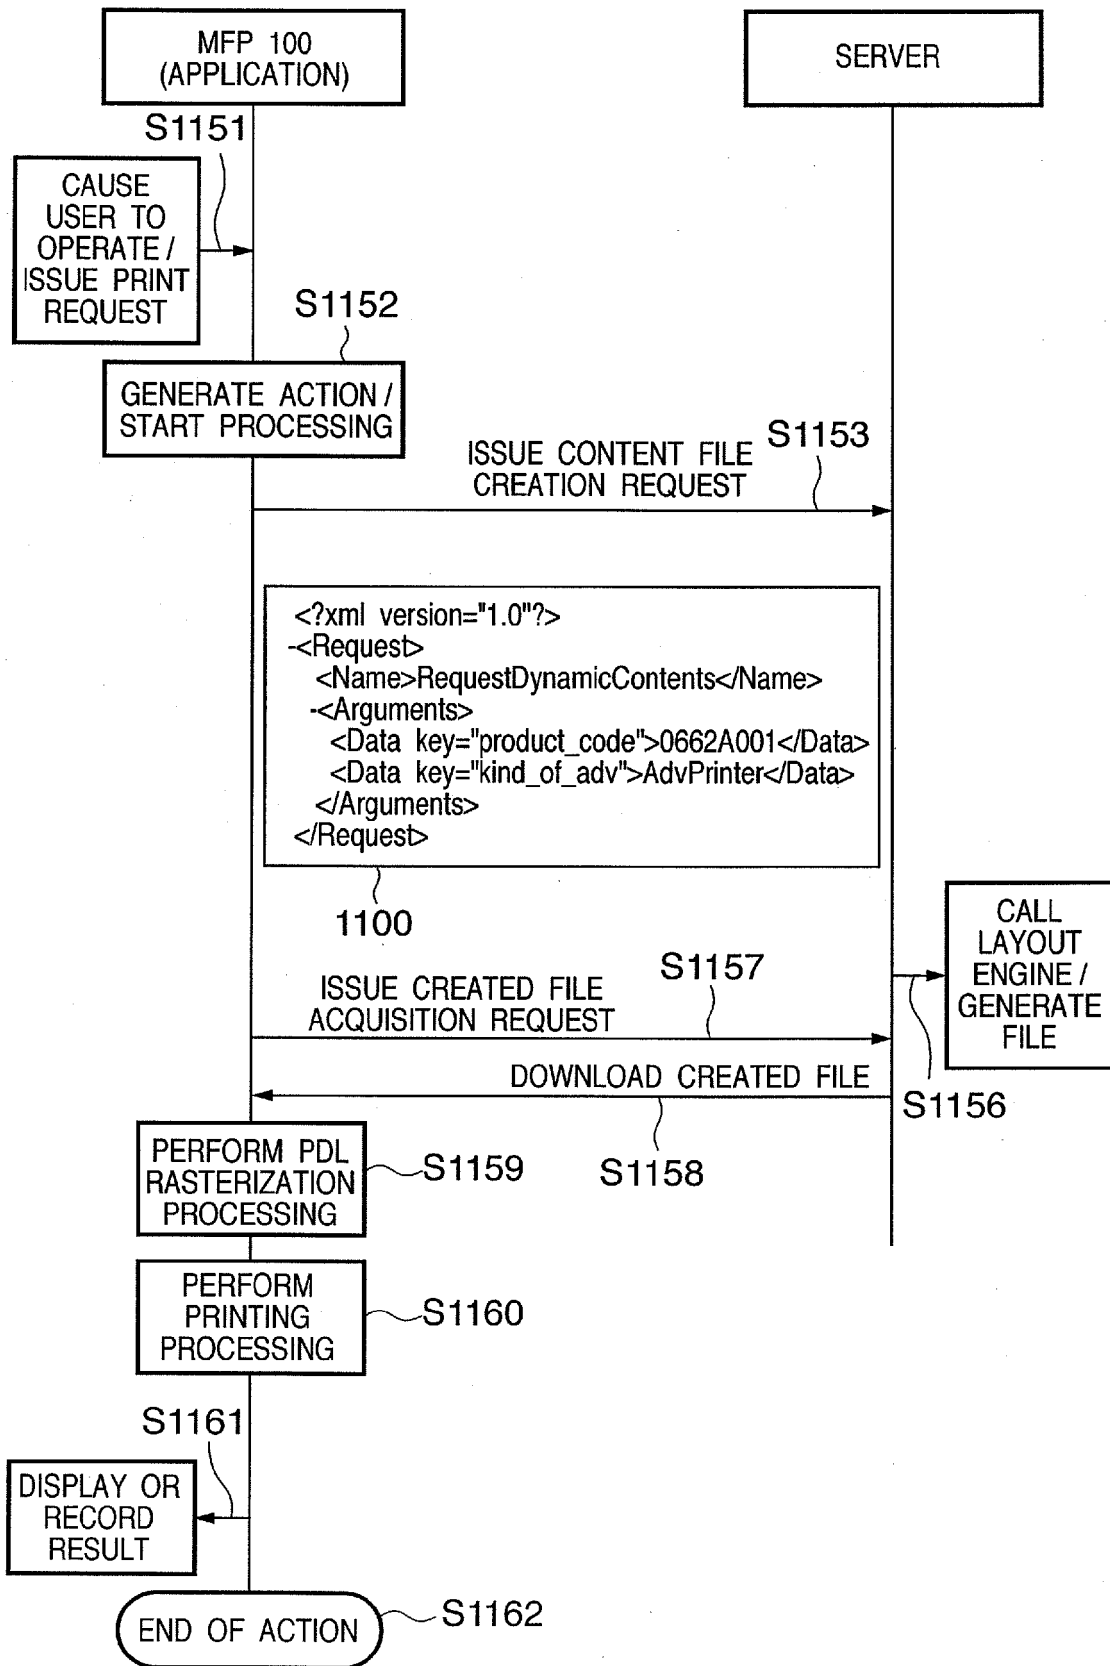 MFP 100
(APPLICATION)
SERVER
S1151
CAUSE
USER TO
OPERATE/
ISSUE PRINT
REQUEST
S1152
GENERATE ACTION/
START PROCESSING
S1153
ISSUE CONTENT FILE
CREATION REQUEST
<?xml version="1.0"?>
-<Request>
<Name>RequestDynamicContents</Name>
-<Arguments>
<Data key="product_code">0662A001</Data>
<Data key="kind_of_adv">AdvPrinter</Data>
</Arguments>
</Request>
1100
CALL
LAYOUT
ENGINE/
GENERATE
FILE
S1156
S1157
ISSUE CREATED FILE
ACQUISITION REQUEST
DOWNLOAD CREATED FILE
S1158
PERFORM PDL
RASTERIZATION
PROCESSING
S1159
PERFORM
PRINTING
PROCESSING
S1160
S1161
DISPLAY OR
RECORD
RESULT
END OF ACTION
S1162